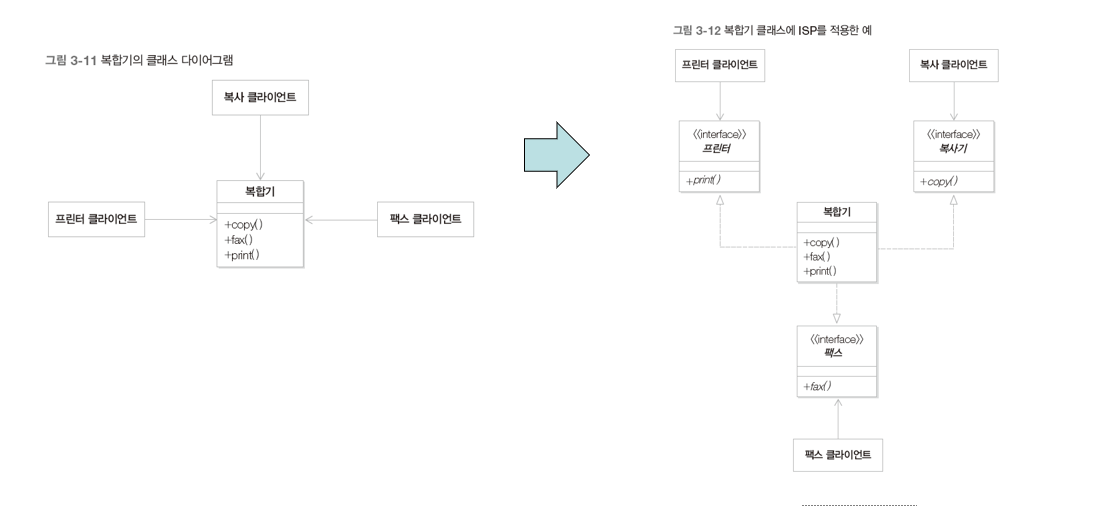 그림 3-11 복합기의 클래스 다이어그램
복사 클라이언트
프린터 클라이언트
복합기
+copy()
+fax()
+print()
팩스 클라이언트
그림 3-12 복합기 클래스에 ISP를 적용한 예
프린터 클라이언트
복사 클라이언트
《interface》
프린터
+print()
《interface》
복사기
+copy()
복합기
+copy()
+fax()
+print()
《interface》
팩스
+fax()
팩스 클라이언트